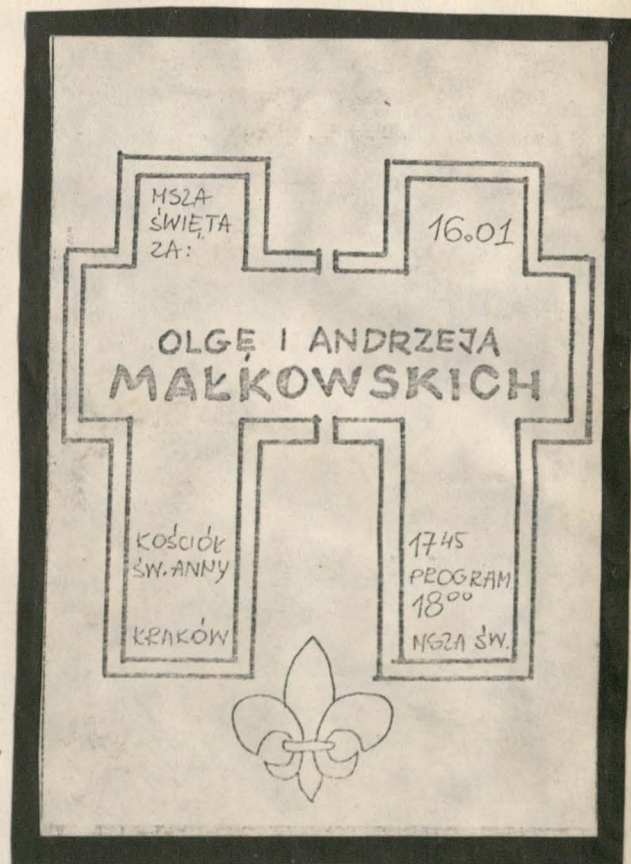 MSZA
ŚWIĘTA
ZA:
16.01
OLGĘ I ANDRZEJA
MAŁKOWSKICH
KOŚCIÓŁ
ŚW. ANNY
KRAKÓW
1745
PROGRAM
18⁰⁰
MSZA ŚW.